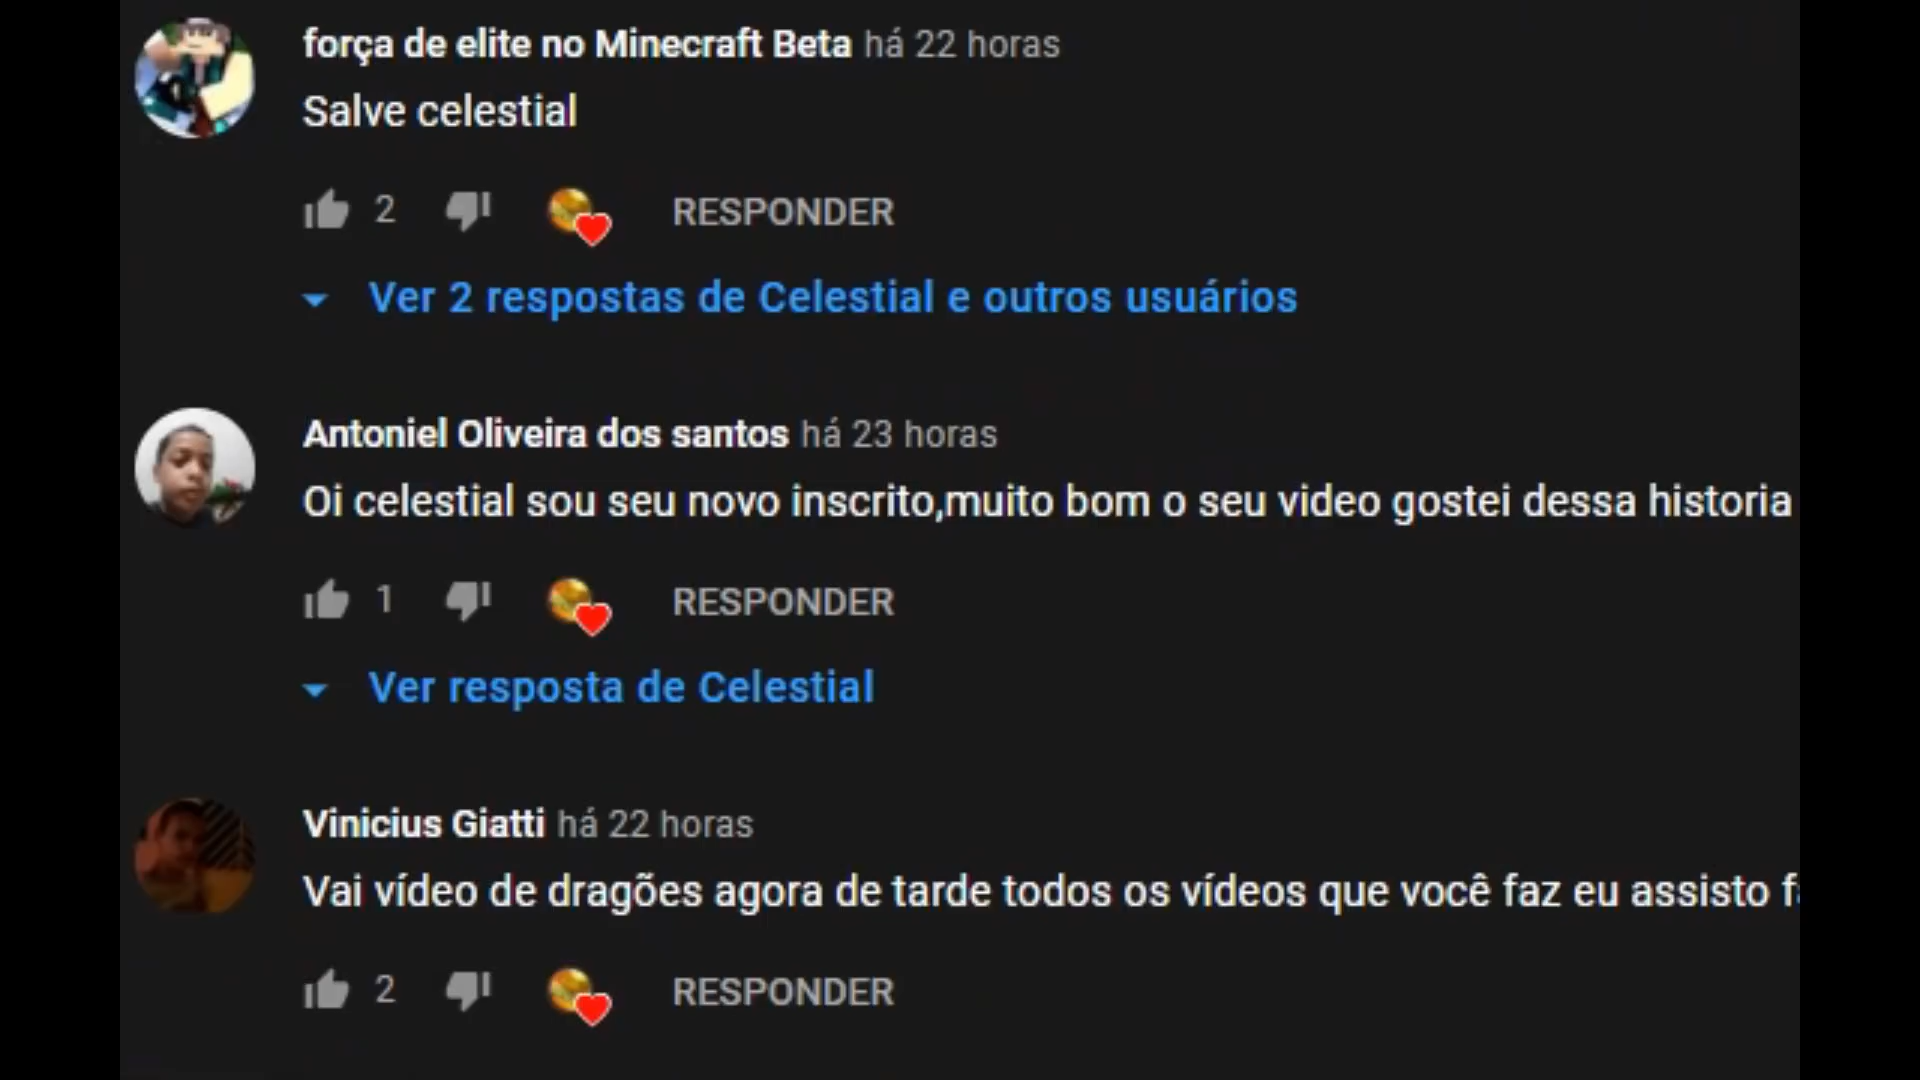 força de elite no Minecraft Beta há 22 horas
Salve celestial
2 RESPONDER
Ver 2 respostas de Celestial e outros usuários
Antoniel Oliveira dos santos há 23 horas
Oi celestial sou seu novo inscrito,muito bom o seu video gostei dessa historia
1 RESPONDER
Ver resposta de Celestial
Vinicius Giatti há 22 horas
Vai vídeo de dragões agora de tarde todos os vídeos que você faz eu assisto
2 RESPONDER